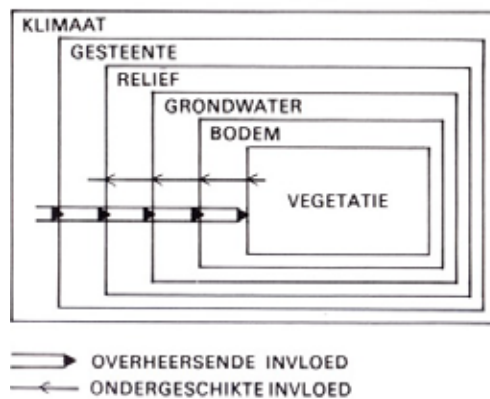 KLIMAAT
GESTEENTE
RELIEF
GRONDWATER
BODEM
VEGETATIE
OVERHEERSENDE INVLOED
ONDERGESCHIKTE INVLOED